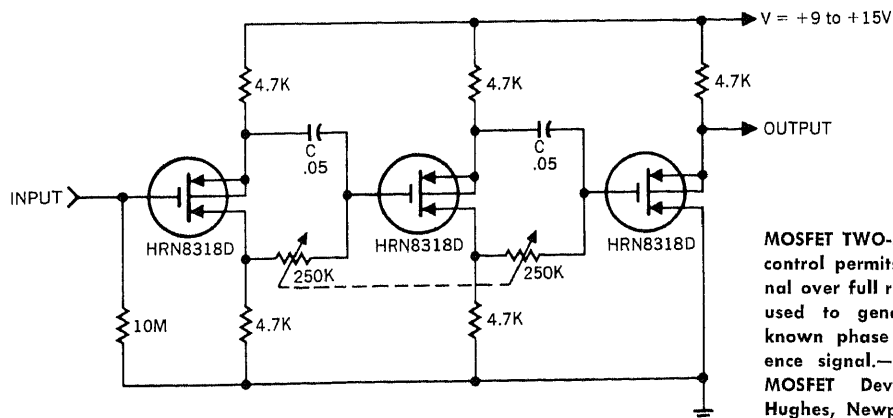 V = +9 to +15V
4.7K
4.7K
4.7K
C
.05
C
.05
OUTPUT
INPUT
HRN8318D
HRN8318D
HRN8318D
250K
250K
10M
4.7K
4.7K
MOSFET TWO-
control permits
nal over full r
used to gene
known phase
ence signal.—
MOSFET Dev
Hughes, Newp